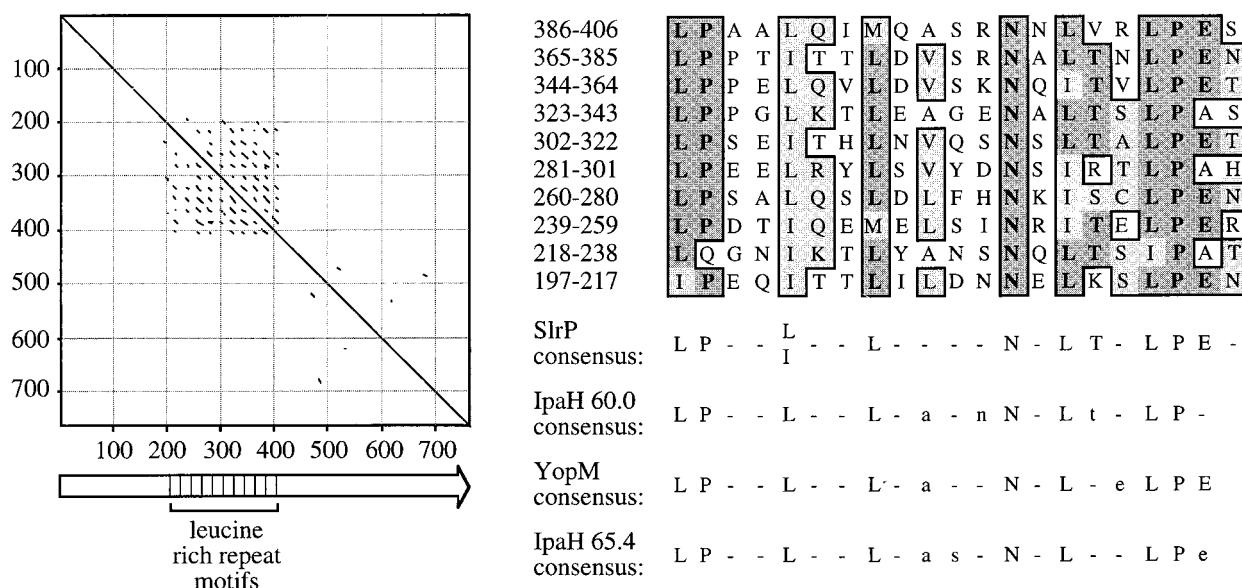 100
200
300
400
500
600
700
100 200 300 400 500 600 700
leucine
rich repeat
motifs
386-406 L P A A L Q I M Q A S R N N L V R L P E S
365-385 L P P T I T T L D V S R N A L T N L P E N
344-364 L P P E L Q V L D V S K N Q I T V L P E T
323-343 L P P G L K T L E A G E N A L T S L P A S
302-322 L P S E I T H L N V Q S N S L T A L P E T
281-301 L P E E L R Y L S V Y D N S I R T L P A H
260-280 L P S A L Q S L D L F H N K I S C L P E N
239-259 L P D T I Q E M E L S I N R I T E L P E R
218-238 L Q G N I K T L Y A N S N Q L T S I P A T
197-217 I P E Q I T T L I L D N N E L K S L P E N
SlrP
consensus:
L
L P - - - - L - - - - N - L T - L P E -
I
IpaH 60.0
consensus:
L P - - L - - L - a - n N - L t - L P -
YopM
consensus:
L P - - L - - L - a - - N - L - e L P E
IpaH 65.4
consensus:
L P - - L - - L - a s - N - L - - L P e